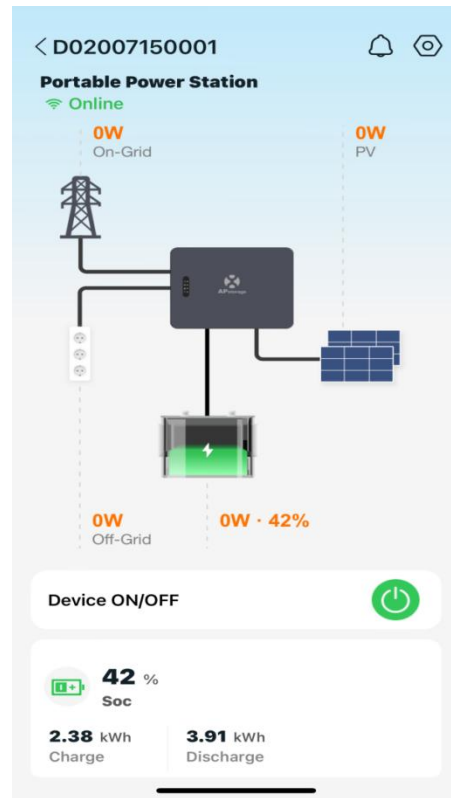 D02007150001
Portable Power Station
Online
0W 0W
On-Grid PV
APstorage
0W 0W · 42%
Off-Grid
Device ON/OFF
42 %
Soc
2.38 kWh 3.91 kWh
Charge Discharge